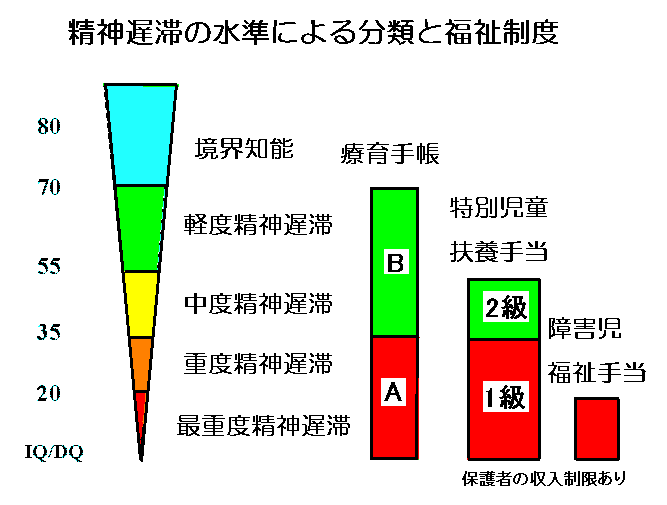 精神遅滞の水準による分類と福祉制度
80
境界知能
療育手帳
70
軽度精神遅滞
特別児童
扶養手当
55
B
中度精神遅滞
2級
35
障害児
福祉手当
重度精神遅滞
20
A
1級
最重度精神遅滞
IQ/DQ
保護者の収入制限あり